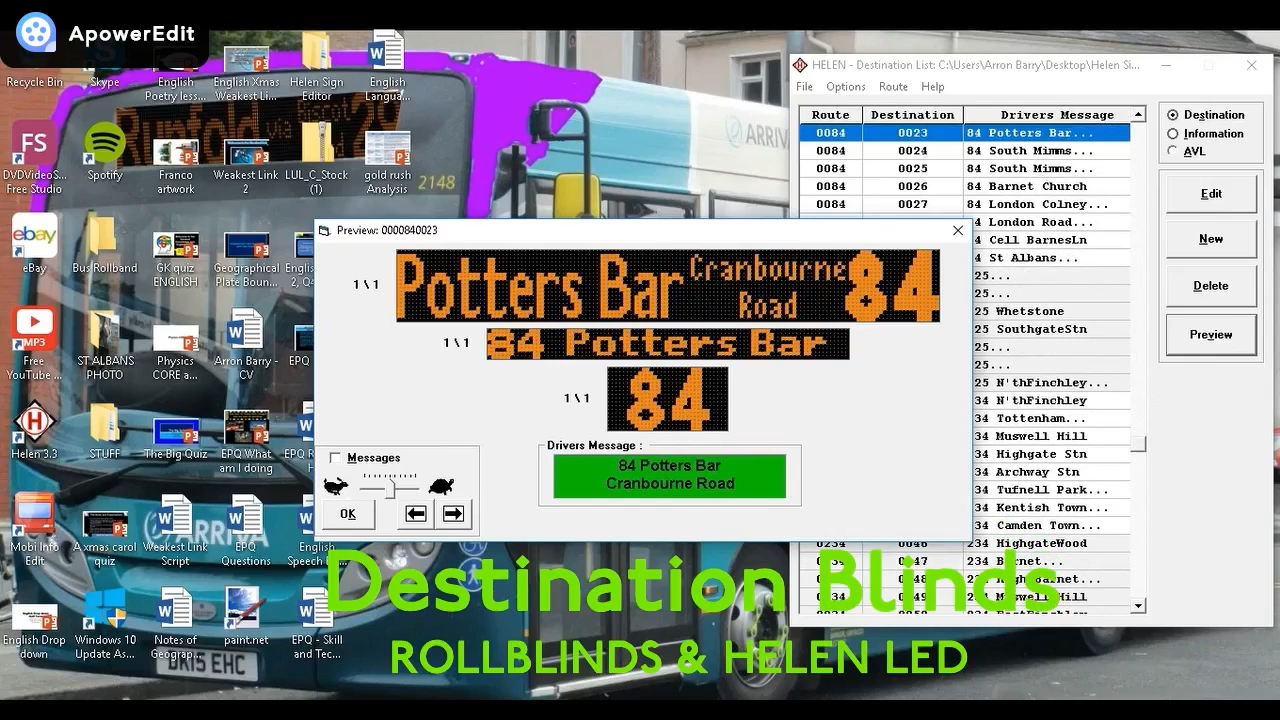 ApowerEdit
HELEN - Destination List: C:\Users\Arron Barry\Desktop\Helen Si...
File Options Route Help
Route Destination Drivers Message
0084 0023 84 Potters Bar...
0084 0024 84 South Mimms...
0084 0025 84 South Mimms...
0084 0026 84 Barnet Church
0084 0027 84 London Colney...
4 London Road...
4 Cell BarnesLn
4 St Albans...
25...
25...
25 Whetstone
25 SouthgateStn
25...
25...
25 N'thFinchley...
34 N'thFinchley
34 Tottenham...
34 Muswell Hill
34 Highgate Stn
34 Archway Stn
34 Tufnell Park...
34 Kentish Town...
34 Camden Town...
0234 0046 234 HighgateWood
0047 234 Barnet...
Destination
Information
AVL
Edit
New
Delete
Preview
Preview: 0000840023
1\1 Potters Bar Cranbourne Road 84
1\1 84 Potters Bar
1\1 84
Messages
OK
Drivers Message :
84 Potters Bar
Cranbourne Road
Recycle Bin
Skype
English Poetry less...
English Xmas Weakest Li...
Helen Sign Editor
English Langua...
FS
DVDVideoS... Free Studio
Spotify
Franco artwork
Weakest Link 2
LUL_C_Stock (1)
gold rush Analysis
ebay
eBay
Bus Rollband
GK quiz ENGLISH
Geographical Plate Boun...
MP3
Free YouTube ...
ST ALBANS PHOTO
Physics CORE a...
Arron Barry - CV
Helen 3.3
STUFF
The BIg Quiz
EPQ What am I doing
Mobi Info Edit
A xmas carol quiz
Weakest Link Script
EPQ Questions
English Speech
English Drop down
Windows 10 Update As...
Notes of Geograp...
paint.net
EPQ - Skill and Tec...
2148
ARRIVA
ARRIVA
Destination Blinds
ROLLBLINDS & HELEN LED